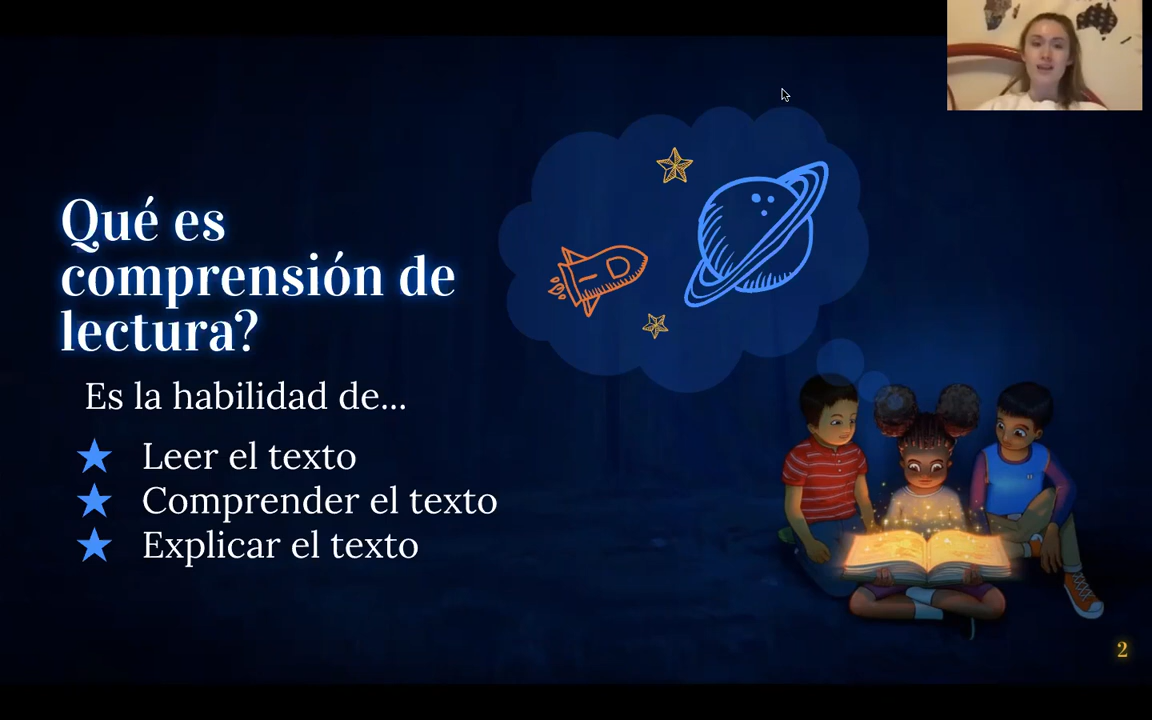 Qué es
comprensión de
lectura?
Es la habilidad de...
Leer el texto
Comprender el texto
Explicar el texto
2